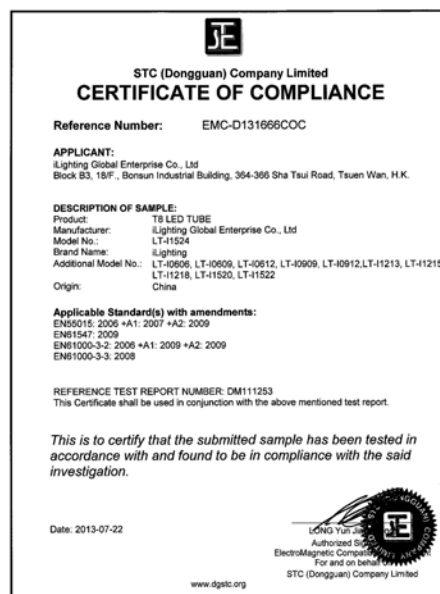 STE
STC (Dongguan) Company Limited
CERTIFICATE OF COMPLIANCE
Reference Number: EMC-D131666COC
APPLICANT:
iLighting Global Enterprise Co., Ltd
Block B3, 18/F., Bonsun Industrial Building, 364-366 Sha Tsui Road, Tsuen Wan, H.K.
DESCRIPTION OF SAMPLE:
Product: T8 LED TUBE
Manufacturer: iLighting Global Enterprise Co., Ltd
Model No.: LT-I1524
Brand Name: iLighting
Additional Model No.: LT-I0606, LT-I0609, LT-I0612, LT-I0909, LT-I0912,LT-I1213, LT-I1215
LT-I1218, LT-I1520, LT-I1522
Origin: China
Applicable Standard(s) with amendments:
EN55015: 2006 +A1: 2007 +A2: 2009
EN61547: 2009
EN61000-3-2: 2006 +A1: 2009 +A2: 2009
EN61000-3-3: 2008
REFERENCE TEST REPORT NUMBER: DM111253
This Certificate shall be used in conjunction with the above mentioned test report.
This is to certify that the submitted sample has been tested in
accordance with and found to be in compliance with the said
investigation.
Date: 2013-07-22
LONG Yun
Authorized
ElectroMagnetic
For and on behalf
STC (Dongguan) Company Limited
www.dgstc.org